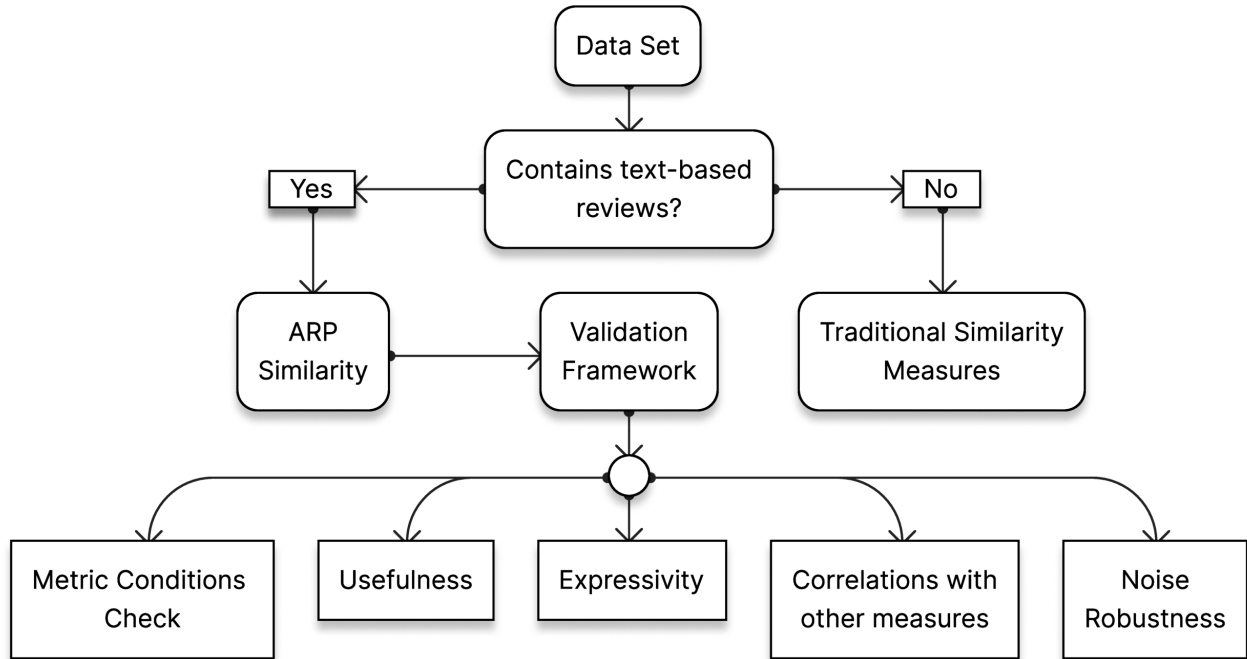 Data Set
Contains text-based
reviews?
Yes
No
ARP
Similarity
Validation
Framework
Traditional Similarity
Measures
Metric Conditions
Check
Usefulness
Expressivity
Correlations with
other measures
Noise
Robustness